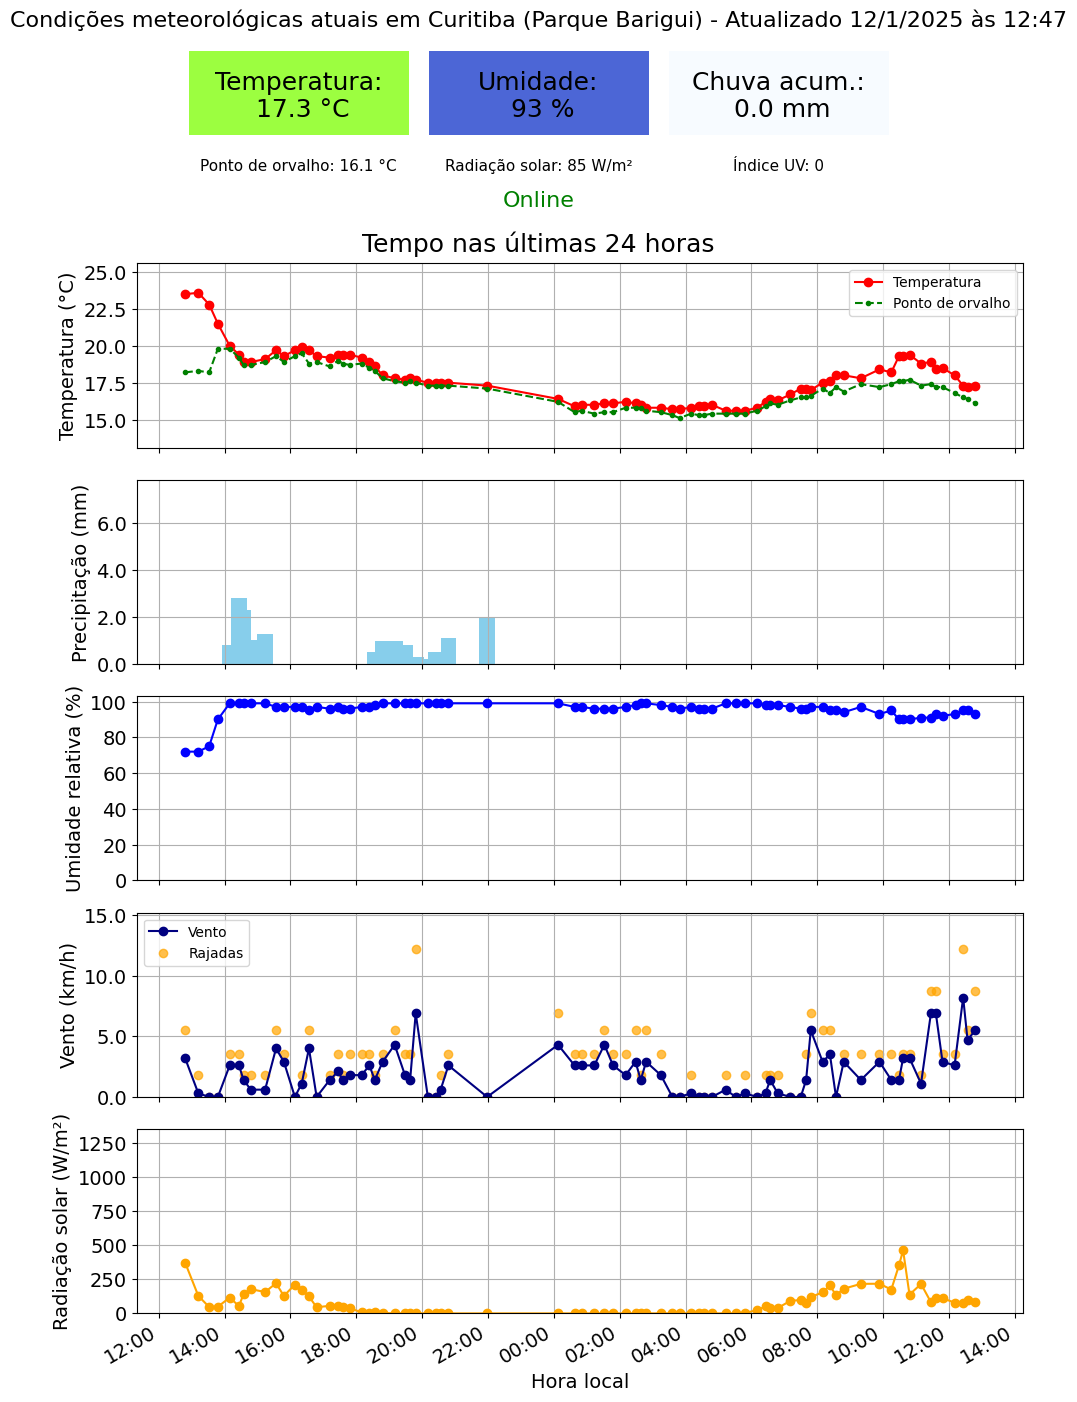 Condições meteorológicas atuais em Curitiba (Parque Barigui) - Atualizado 12/1/2025 às 12:47
Temperatura:
17.3 °C
Umidade:
93 %
Chuva acum.:
0.0 mm
Ponto de orvalho: 16.1 °C
Radiação solar: 85 W/m²
Índice UV: 0
Online
Tempo nas últimas 24 horas
Temperatura (°C)
25.0
22.5
20.0
17.5
15.0
Temperatura
Ponto de orvalho
Precipitação (mm)
6.0
4.0
2.0
0.0
Umidade relativa (%)
100
80
60
40
20
0
Vento (km/h)
15.0
10.0
5.0
0.0
Vento
Rajadas
Radiação solar (W/m²)
1250
1000
750
500
250
0
12:00
14:00
16:00
18:00
20:00
22:00
00:00
02:00
04:00
06:00
08:00
10:00
12:00
14:00
Hora local